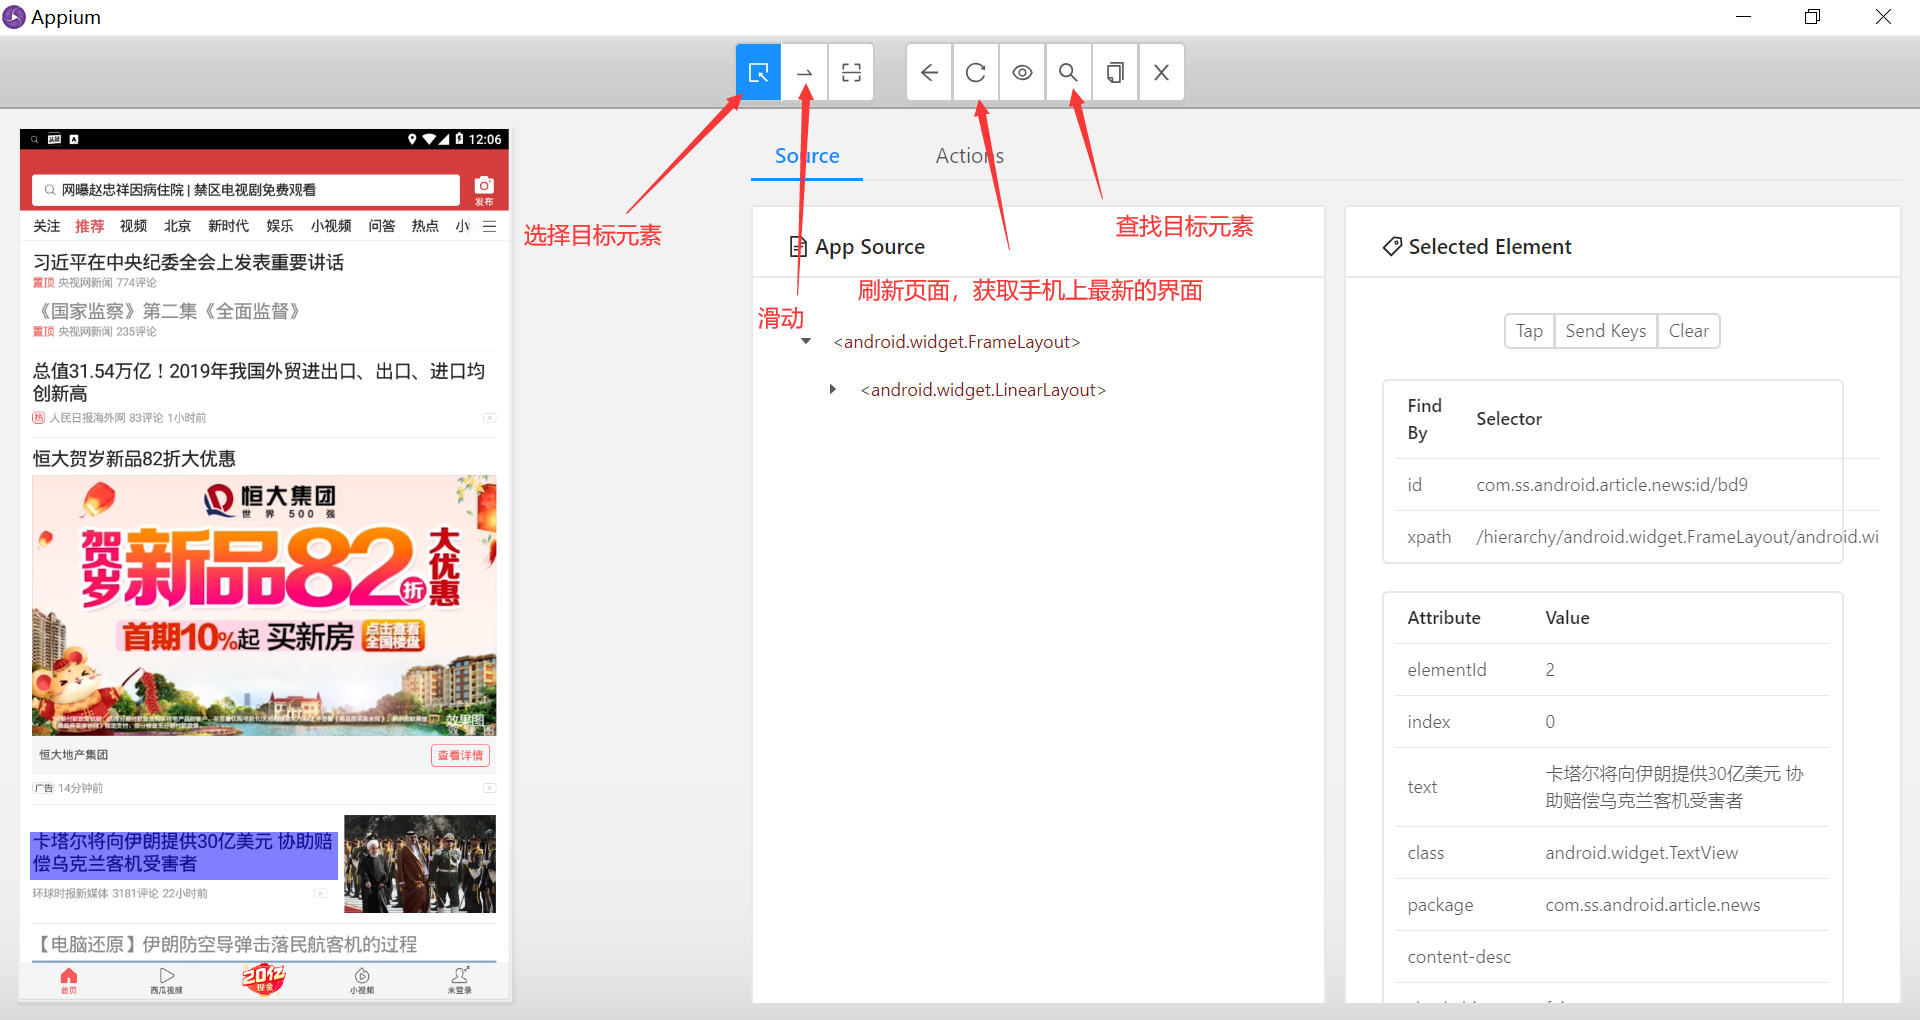 Appium
12:06
网曝赵忠祥因病住院 | 禁区电视剧免费观看
发布
关注 推荐 视频 北京 新时代 娱乐 小视频 问答 热点 小
习近平在中央纪委全会上发表重要讲话
置顶 央视网新闻 774评论
《国家监察》第二集《全面监督》
置顶 央视网新闻 235评论
总值31.54万亿！2019年我国外贸进出口、出口、进口均
创新高
热 人民日报海外网 83评论 1小时前
恒大贺岁新品82折大优惠
恒大集团
世界500强
贺岁 新品82折 大优惠
首期10%起 买新房 点击查看
全国楼盘
效果图
恒大地产集团 查看详情
广告 14分钟前
卡塔尔将向伊朗提供30亿美元 协助赔
偿乌克兰客机受害者
环球时报新媒体 3181评论 22小时前
【电脑还原】伊朗防空导弹击落民航客机的过程
首页 西瓜视频 20亿 现金 小视频 未登录
选择目标元素
滑动
刷新页面，获取手机上最新的界面
查找目标元素
Source Actions
App Source
<android.widget.FrameLayout>
<android.widget.LinearLayout>
Selected Element
Tap Send Keys Clear
Find
By Selector
id com.ss.android.article.news:id/bd9
xpath /hierarchy/android.widget.FrameLayout/android.wi
Attribute Value
elementId 2
index 0
text 卡塔尔将向伊朗提供30亿美元 协
助赔偿乌克兰客机受害者
class android.widget.TextView
package com.ss.android.article.news
content-desc